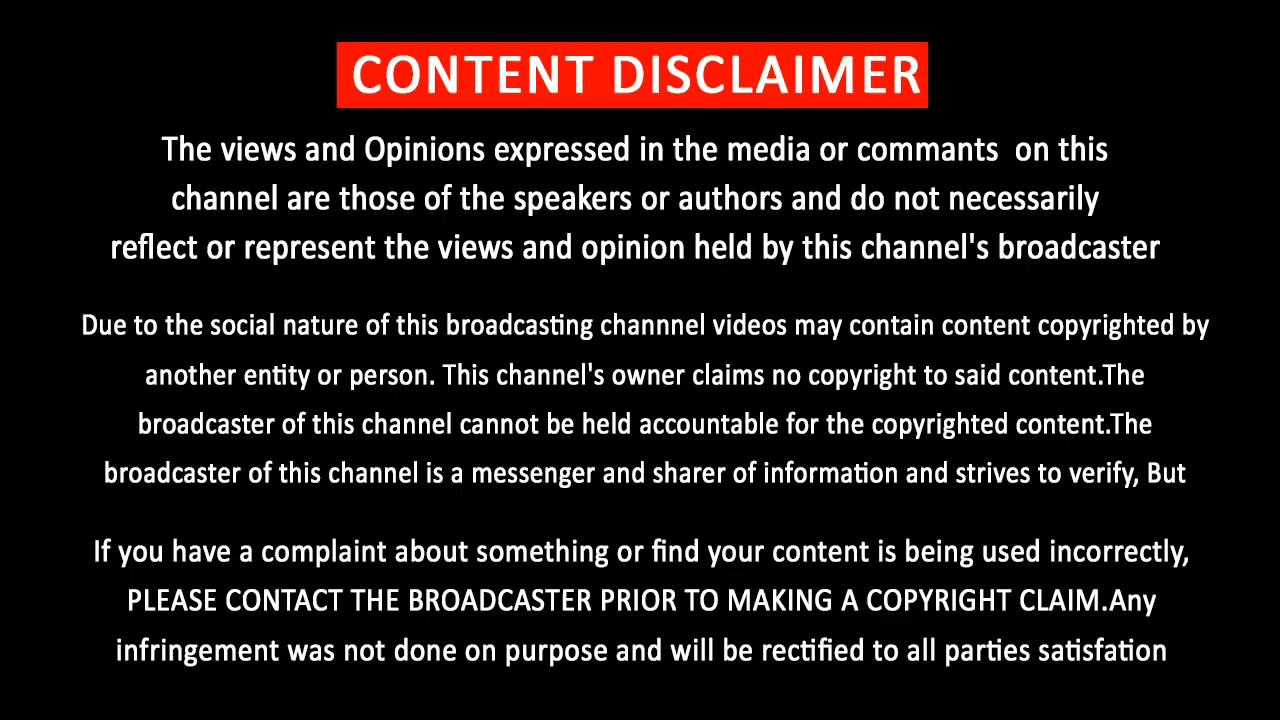 CONTENT DISCLAIMER
The views and Opinions expressed in the media or commants on this
channel are those of the speakers or authors and do not necessarily
reflect or represent the views and opinion held by this channel's broadcaster
Due to the social nature of this broadcasting channnel videos may contain content copyrighted by
another entity or person. This channel's owner claims no copyright to said content.The
broadcaster of this channel cannot be held accountable for the copyrighted content.The
broadcaster of this channel is a messenger and sharer of information and strives to verify, But
If you have a complaint about something or find your content is being used incorrectly,
PLEASE CONTACT THE BROADCASTER PRIOR TO MAKING A COPYRIGHT CLAIM.Any
infringement was not done on purpose and will be rectified to all parties satisfation